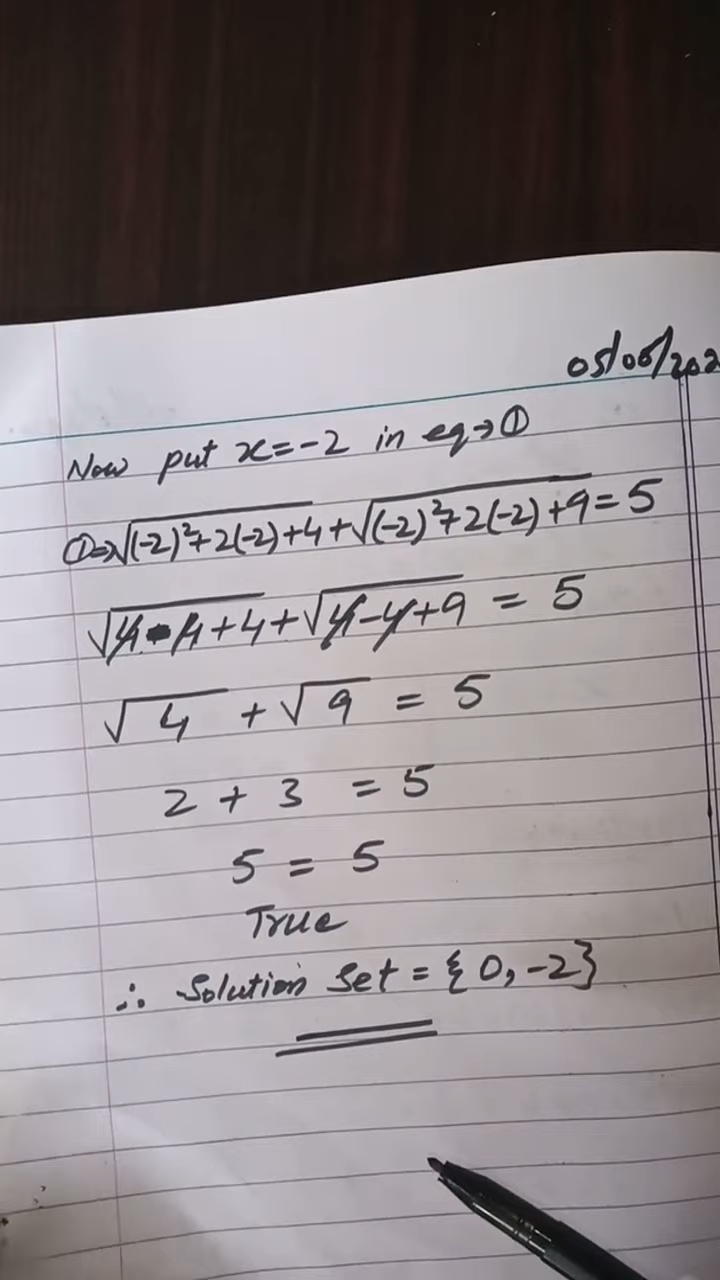 05/06/202
Now put x=-2 in eq→①
①⇒√(-2)²+2(-2)+4+√(-2)²+2(-2)+9=5
√4-4+4+√4-4+9 = 5
√4 + √9 = 5
2 + 3 = 5
5 = 5
True
∴ Solution Set = {0,-2}